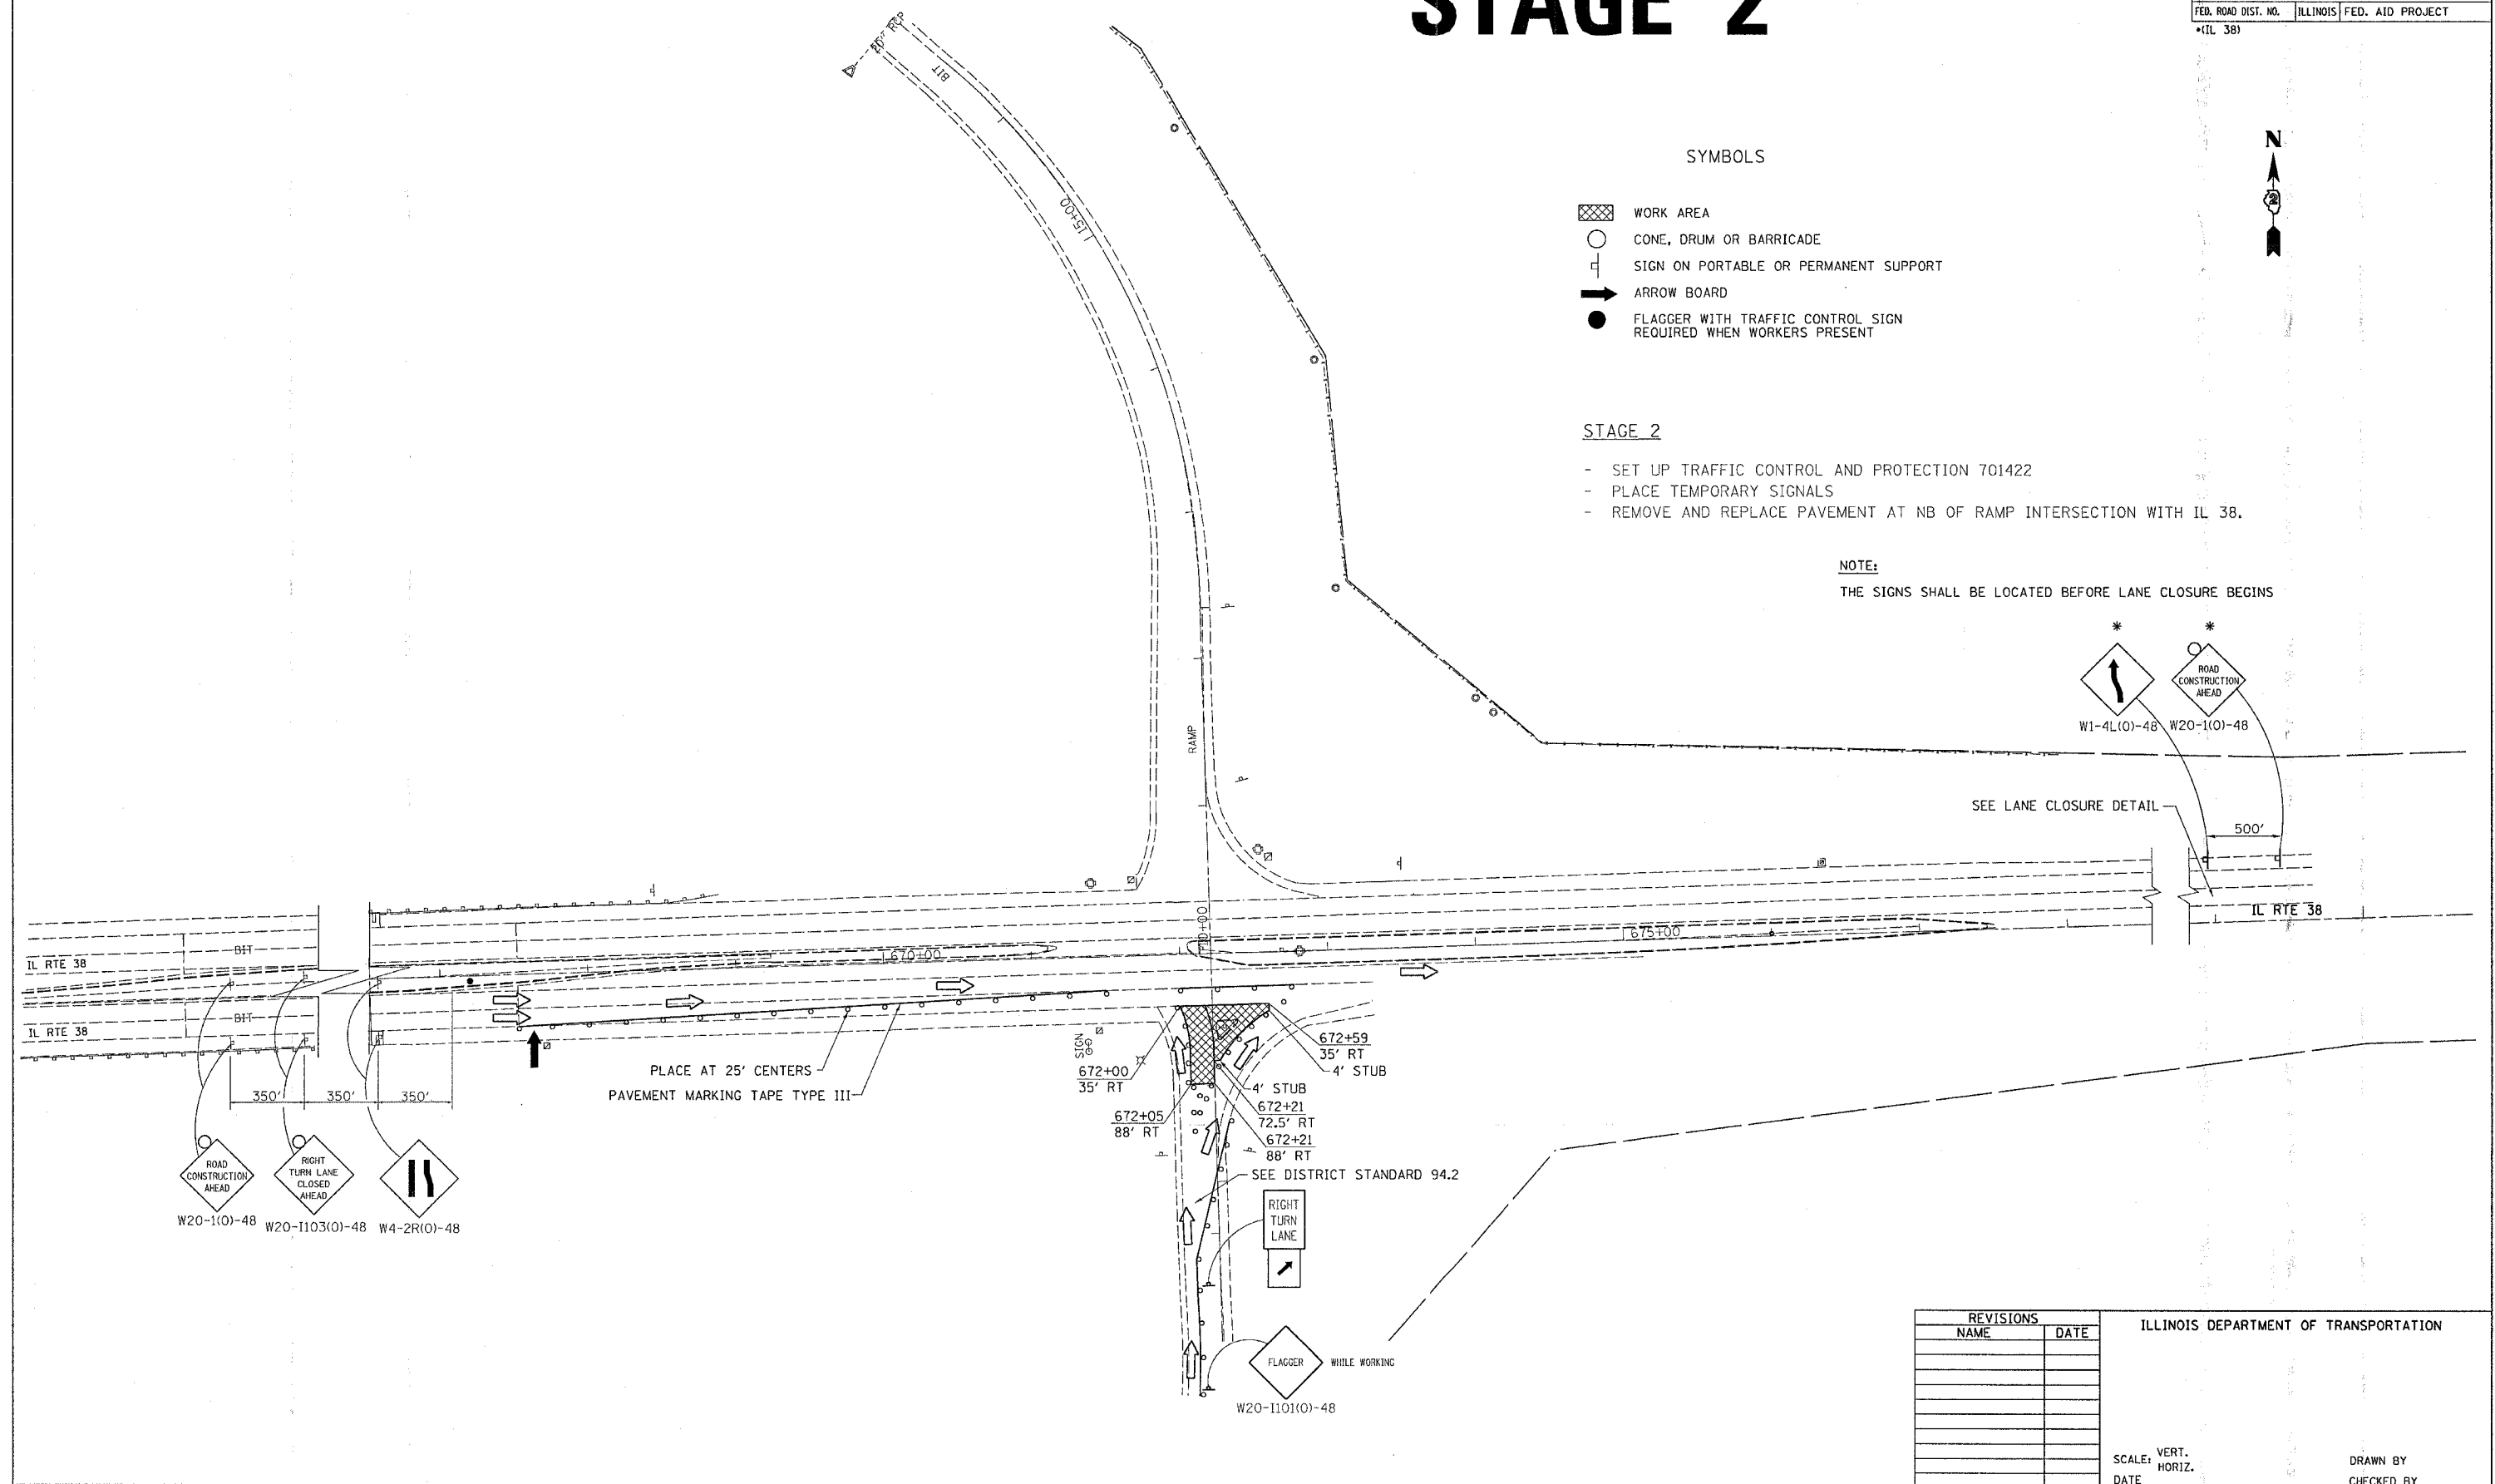 STAGE 2
FED. ROAD DIST. NO. ILLINOIS FED. AID PROJECT
*(IL 38)
20" RCP
BIT
N
2
SYMBOLS
WORK AREA
CONE, DRUM OR BARRICADE
SIGN ON PORTABLE OR PERMANENT SUPPORT
ARROW BOARD
FLAGGER WITH TRAFFIC CONTROL SIGN
REQUIRED WHEN WORKERS PRESENT
115+00
STAGE 2
- SET UP TRAFFIC CONTROL AND PROTECTION 701422
- PLACE TEMPORARY SIGNALS
- REMOVE AND REPLACE PAVEMENT AT NB OF RAMP INTERSECTION WITH IL 38.
NOTE:
THE SIGNS SHALL BE LOCATED BEFORE LANE CLOSURE BEGINS
* *
ROAD
CONSTRUCTION
AHEAD
W1-4L(O)-48 W20-1(O)-48
RAMP
SEE LANE CLOSURE DETAIL
500'
IL RTE 38
BIT
IL RTE 38
670+00
675+00
BIT
IL RTE 38
SIGN
PLACE AT 25' CENTERS
PAVEMENT MARKING TAPE TYPE III
672+00
35' RT
672+59
35' RT
4' STUB
4' STUB
672+05
88' RT
672+21
72.5' RT
672+21
88' RT
350' 350' 350'
ROAD
CONSTRUCTION
AHEAD
RIGHT
TURN LANE
CLOSED
AHEAD
W20-1(O)-48 W20-I103(O)-48 W4-2R(O)-48
SEE DISTRICT STANDARD 94.2
RIGHT
TURN
LANE
FLAGGER WHILE WORKING
W20-I101(O)-48
REVISIONS
NAME DATE
ILLINOIS DEPARTMENT OF TRANSPORTATION
SCALE: VERT.
HORIZ.
DATE
DRAWN BY
CHECKED BY